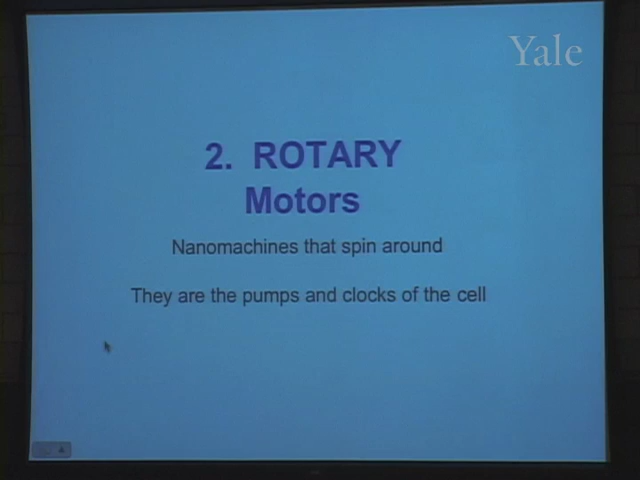 Yale
2. ROTARY
Motors
Nanomachines that spin around
They are the pumps and clocks of the cell